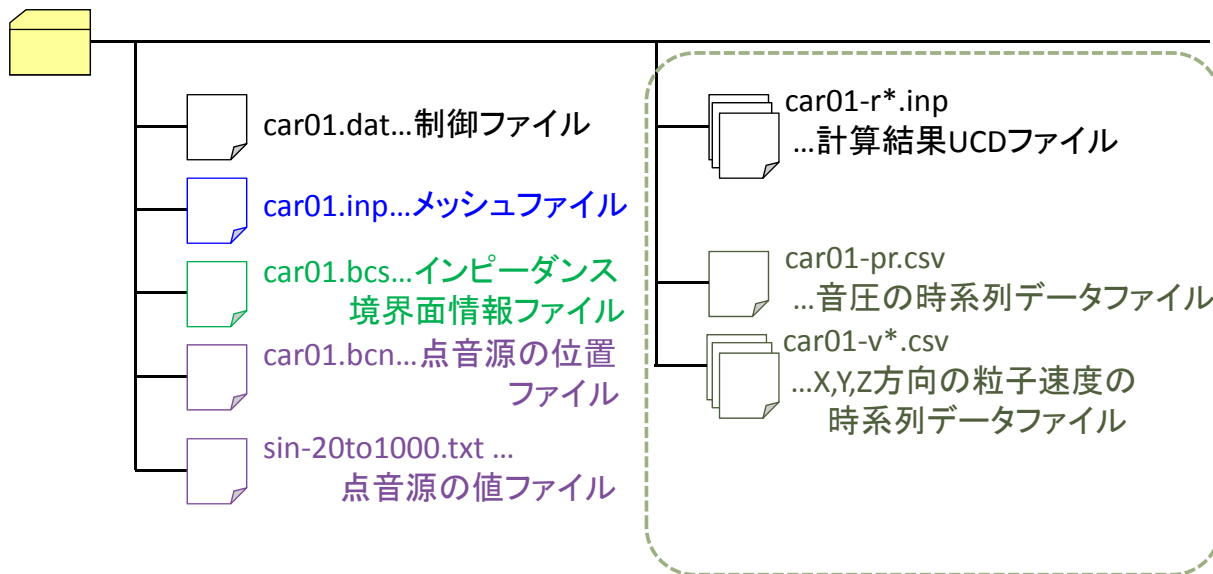 car01.dat...制御ファイル
car01.inp...メッシュファイル
car01.bcs...インピーダンス
境界面情報ファイル
car01.bcn...点音源の位置
ファイル
sin-20to1000.txt ...
点音源の値ファイル
car01-r*.inp
...計算結果UCDファイル
car01-pr.csv
...音圧の時系列データファイル
car01-v*.csv
...X,Y,Z方向の粒子速度の
時系列データファイル